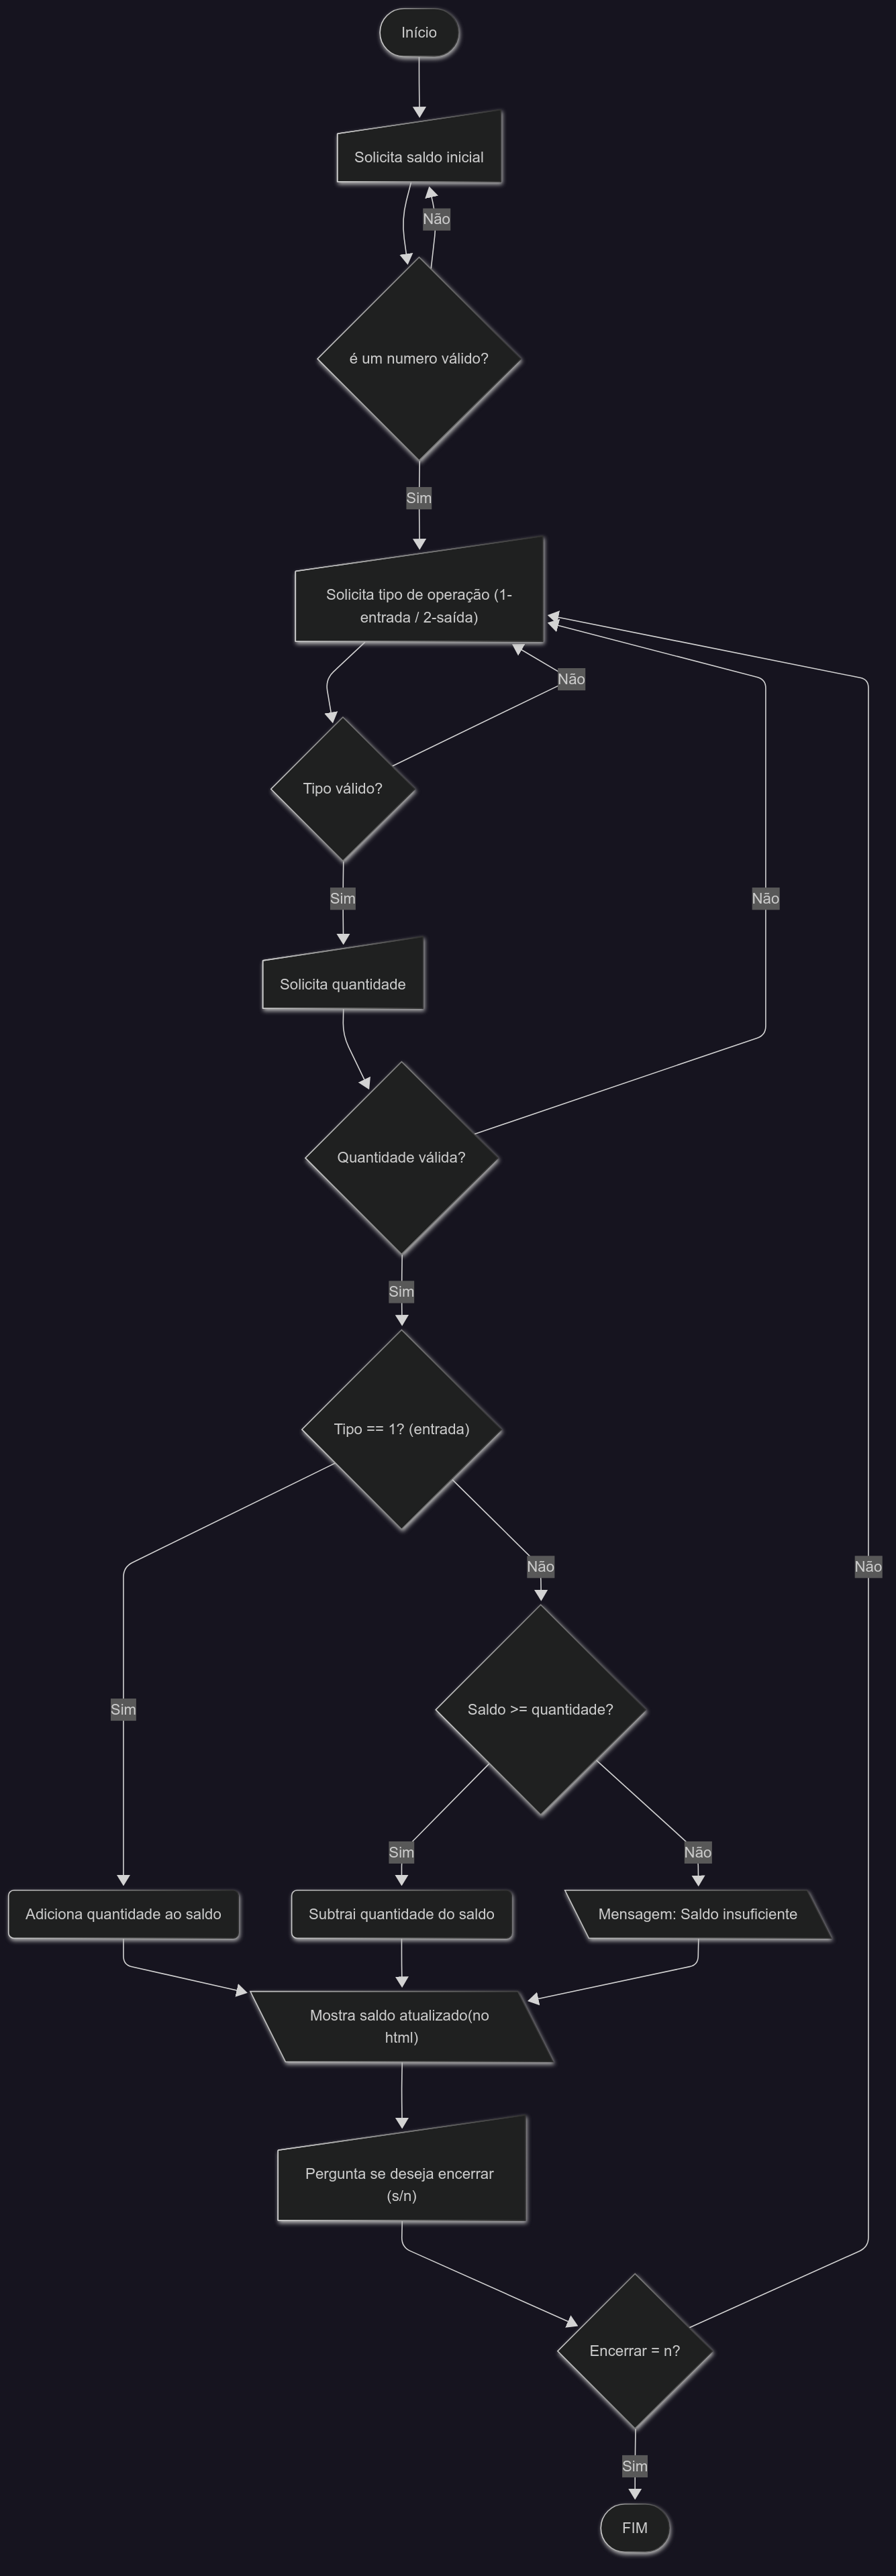 Início
Solicita saldo inicial
Não
é um numero válido?
Sim
Solicita tipo de operação (1-
entrada / 2-saída)
Não
Tipo válido?
Sim
Não
Solicita quantidade
Quantidade válida?
Sim
Tipo == 1? (entrada)
Não
Não
Sim
Saldo >= quantidade?
Sim
Não
Adiciona quantidade ao saldo
Subtrai quantidade do saldo
Mensagem: Saldo insuficiente
Mostra saldo atualizado(no
html)
Pergunta se deseja encerrar
(s/n)
Encerrar = n?
Sim
FIM